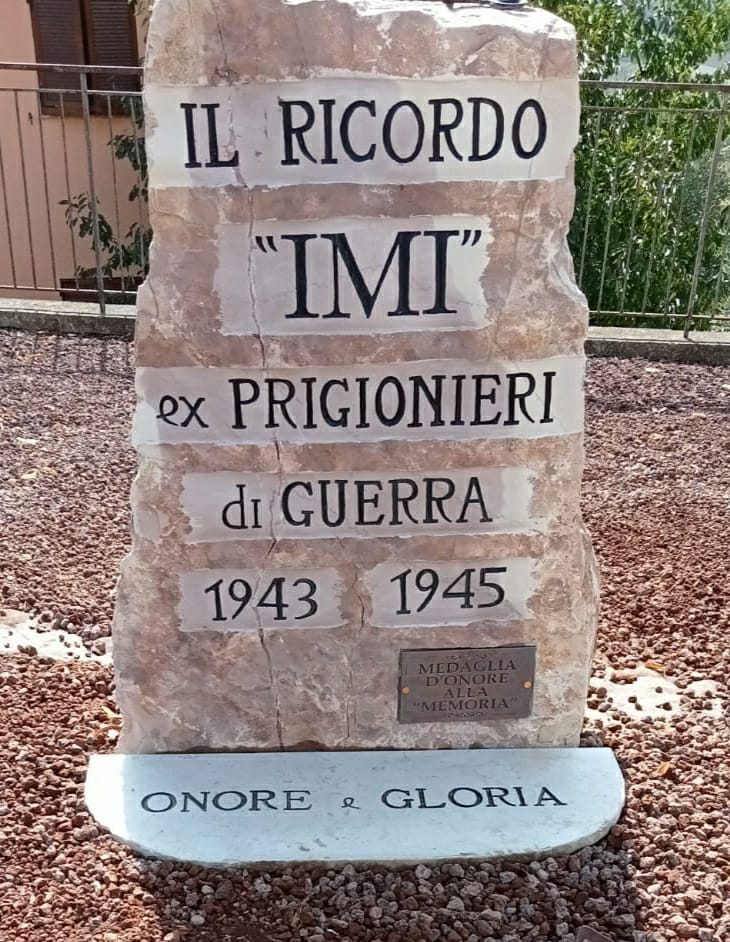 IL RICORDO
"IMI"
ex PRIGIONIERI
di GUERRA
1943 1945
MEDAGLIA
D'ONORE
ALLA
"MEMORIA"
ONORE e GLORIA